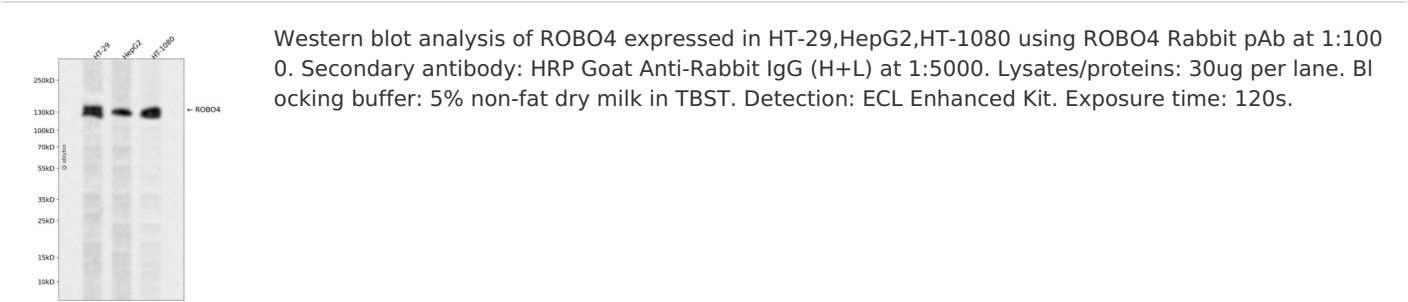 HT-29
HepG2
HT-1080
250kD
130kD
100kD
70kD
55kD
35kD
25kD
15kD
10kD
← ROBO4
@ abybio
Western blot analysis of ROBO4 expressed in HT-29,HepG2,HT-1080 using ROBO4 Rabbit pAb at 1:100
0. Secondary antibody: HRP Goat Anti-Rabbit IgG (H+L) at 1:5000. Lysates/proteins: 30ug per lane. Bl
ocking buffer: 5% non-fat dry milk in TBST. Detection: ECL Enhanced Kit. Exposure time: 120s.